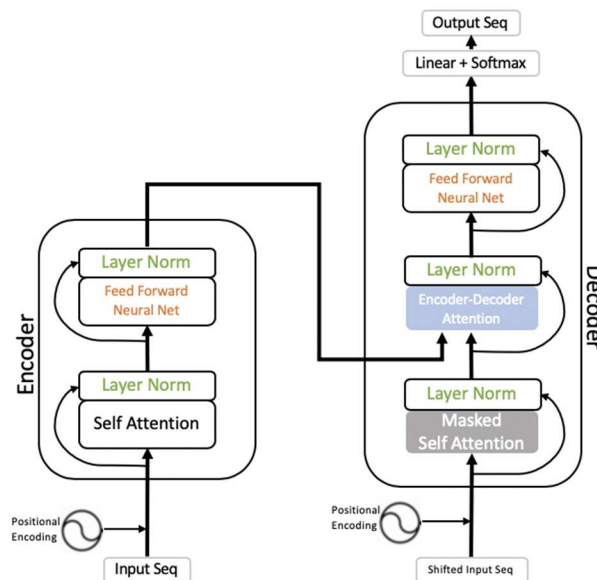 Output Seq
Linear + Softmax
Layer Norm
Feed Forward
Neural Net
Layer Norm
Encoder-Decoder
Attention
Layer Norm
Masked
Self Attention
Decoder
Positional
Encoding
Shifted Input Seq
Layer Norm
Feed Forward
Neural Net
Layer Norm
Self Attention
Encoder
Positional
Encoding
Input Seq